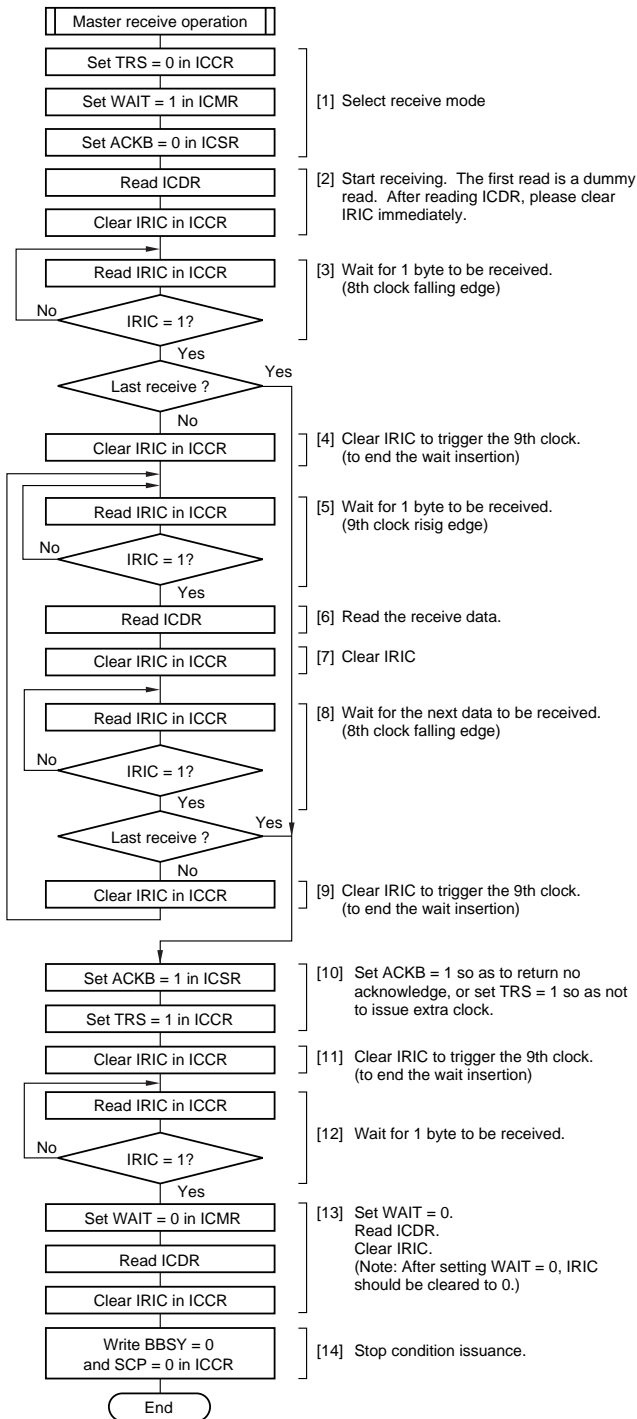 Master receive operation
Set TRS = 0 in ICCR
Set WAIT = 1 in ICMR
Set ACKB = 0 in ICSR
[1] Select receive mode
Read ICDR
Clear IRIC in ICCR
[2] Start receiving. The first read is a dummy
read. After reading ICDR, please clear
IRIC immediately.
Read IRIC in ICCR
No
IRIC = 1?
Yes
[3] Wait for 1 byte to be received.
(8th clock falling edge)
Last receive ?
Yes
No
Clear IRIC in ICCR
[4] Clear IRIC to trigger the 9th clock.
(to end the wait insertion)
Read IRIC in ICCR
No
IRIC = 1?
Yes
[5] Wait for 1 byte to be received.
(9th clock risig edge)
Read ICDR
[6] Read the receive data.
Clear IRIC in ICCR
[7] Clear IRIC
Read IRIC in ICCR
No
IRIC = 1?
Yes
[8] Wait for the next data to be received.
(8th clock falling edge)
Last receive ?
Yes
No
Clear IRIC in ICCR
[9] Clear IRIC to trigger the 9th clock.
(to end the wait insertion)
Set ACKB = 1 in ICSR
Set TRS = 1 in ICCR
[10] Set ACKB = 1 so as to return no
acknowledge, or set TRS = 1 so as not
to issue extra clock.
Clear IRIC in ICCR
[11] Clear IRIC to trigger the 9th clock.
(to end the wait insertion)
Read IRIC in ICCR
No
IRIC = 1?
Yes
[12] Wait for 1 byte to be received.
Set WAIT = 0 in ICMR
Read ICDR
Clear IRIC in ICCR
[13] Set WAIT = 0.
Read ICDR.
Clear IRIC.
(Note: After setting WAIT = 0, IRIC
should be cleared to 0.)
Write BBSY = 0
and SCP = 0 in ICCR
[14] Stop condition issuance.
End